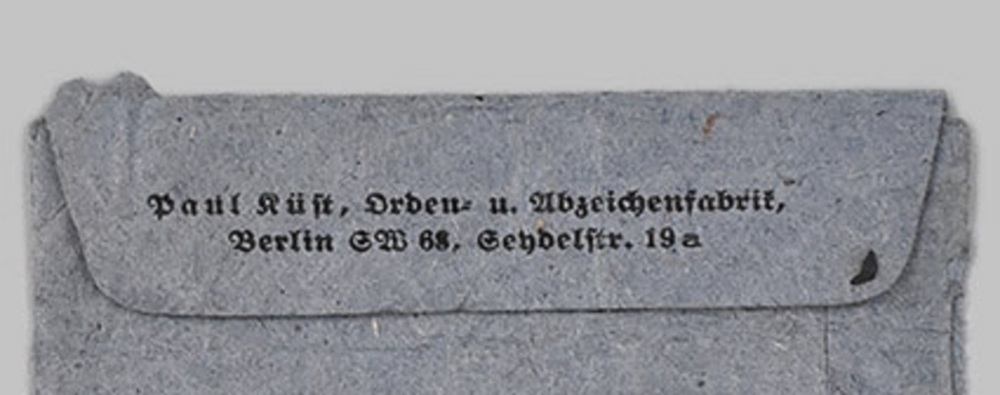 Paul Küst, Orden- u. Abzeichenfabrik,
Berlin SW 68, Seydelstr. 19a